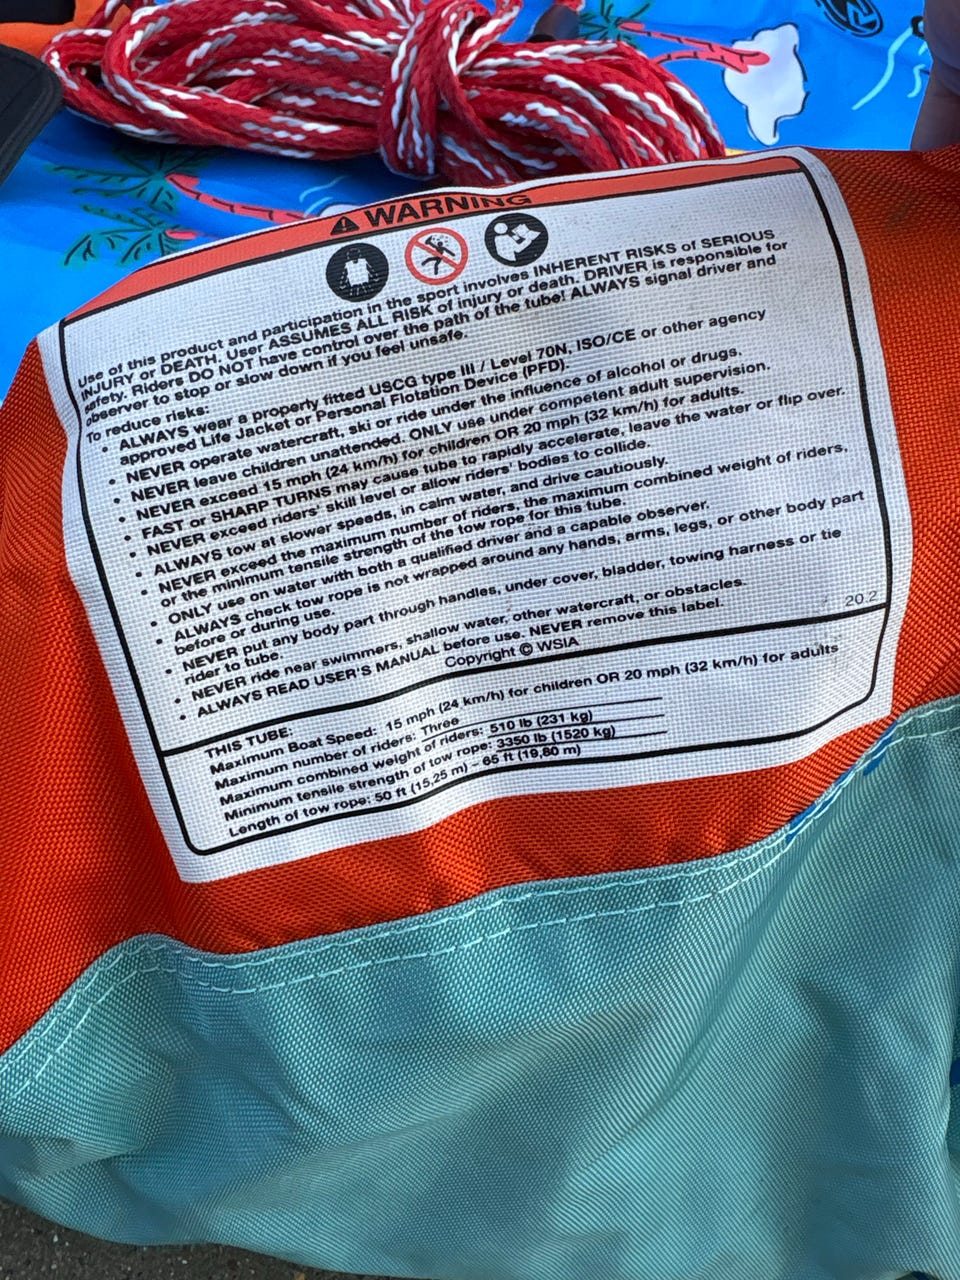 WARNING
Use of this product and participation in the sport involves INHERENT RISKS of SERIOUS
INJURY or DEATH. User ASSUMES ALL RISK of injury or death. DRIVER is responsible for
safety. Riders DO NOT have control over the path of the tube! ALWAYS signal driver and
observer to stop or slow down if you feel unsafe.
To reduce risks:
• ALWAYS wear a properly fitted USCG type III / Level 70N, ISO/CE or other agency
approved Life Jacket or Personal Flotation Device (PFD).
• NEVER operate watercraft, ski or ride under the influence of alcohol or drugs.
• NEVER leave children unattended. ONLY use under competent adult supervision.
• NEVER exceed 15 mph (24 km/h) for children OR 20 mph (32 km/h) for adults.
• FAST or SHARP TURNS may cause tube to rapidly accelerate, leave the water or flip over.
• NEVER exceed riders' skill level or allow riders' bodies to collide.
• ALWAYS tow at slower speeds, in calm water, and drive cautiously.
• NEVER exceed the maximum number of riders, the maximum combined weight of riders,
or the minimum tensile strength of the tow rope for this tube.
• ONLY use on water with both a qualified driver and a capable observer.
• ALWAYS check tow rope is not wrapped around any hands, arms, legs, or other body part
before or during use.
• NEVER put any body part through handles, under cover, bladder, towing harness or tie
rider to tube.
• NEVER ride near swimmers, shallow water, other watercraft, or obstacles.
• ALWAYS READ USER'S MANUAL before use. NEVER remove this label.
Copyright © WSIA
20.2
THIS TUBE:
Maximum Boat Speed: 15 mph (24 km/h) for children OR 20 mph (32 km/h) for adults
Maximum number of riders: Three
Maximum combined weight of riders: 510 lb (231 kg)
Minimum tensile strength of tow rope: 3350 lb (1520 kg)
Length of tow rope: 50 ft (15,25 m) - 65 ft (19,80 m)